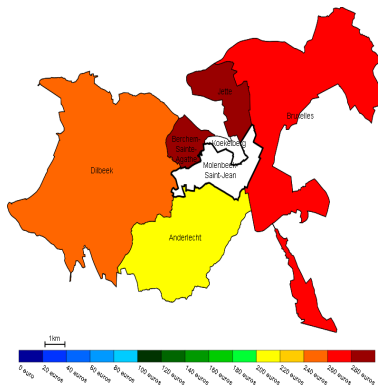 Jette
Bruxelles
Koekelberg
Berchem
Sainte
Agathe
Molenbeek
Saint-Jean
Dilbeek
Anderlecht
1km
0 euro
20 euros
40 euros
60 euros
80 euros
100 euros
120 euros
140 euros
160 euros
180 euros
200 euros
220 euros
240 euros
260 euros
280 euros